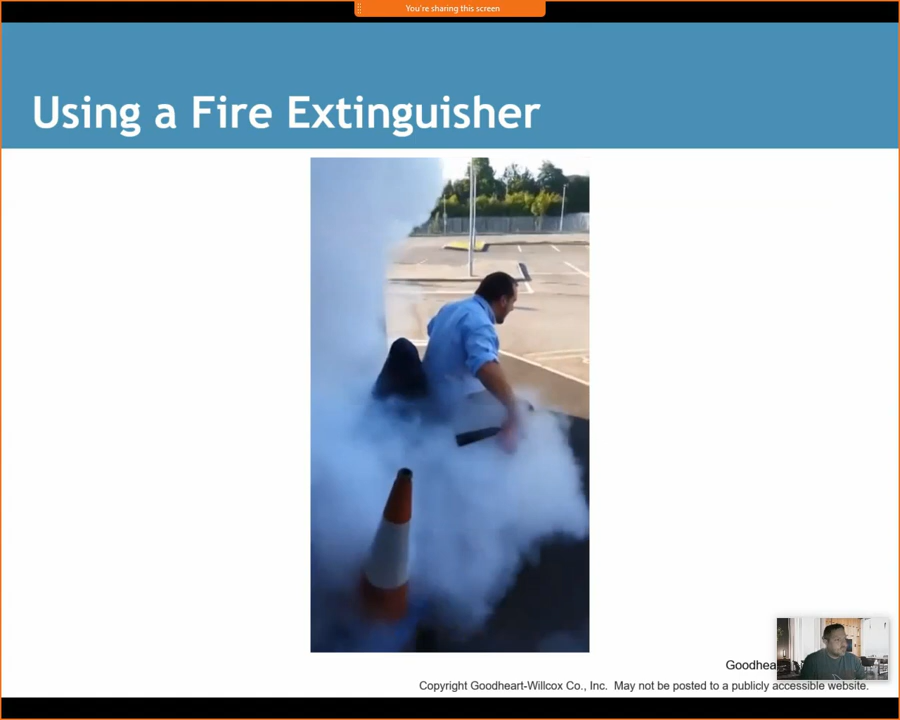 You're sharing this screen
Using a Fire Extinguisher
Copyright Goodheart-Willcox Co., Inc. May not be posted to a publicly accessible website.